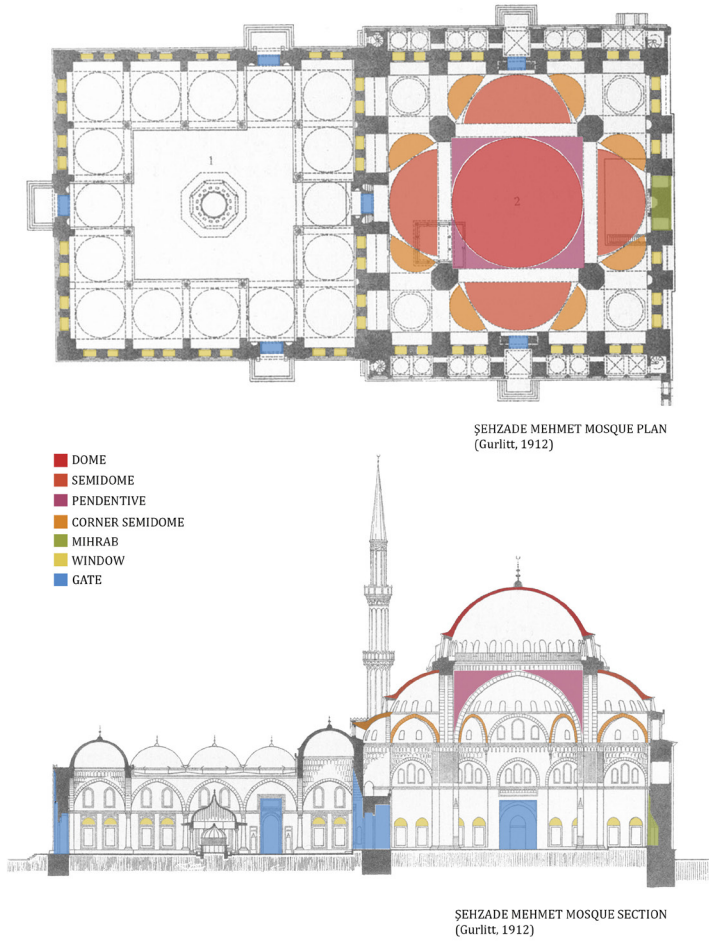 1
2
ŞEHZADE MEHMET MOSQUE PLAN
(Gurlitt, 1912)
DOME
SEMIDOME
PENDENTIVE
CORNER SEMIDOME
MIHRAB
WINDOW
GATE
ŞEHZADE MEHMET MOSQUE SECTION
(Gurlitt, 1912)